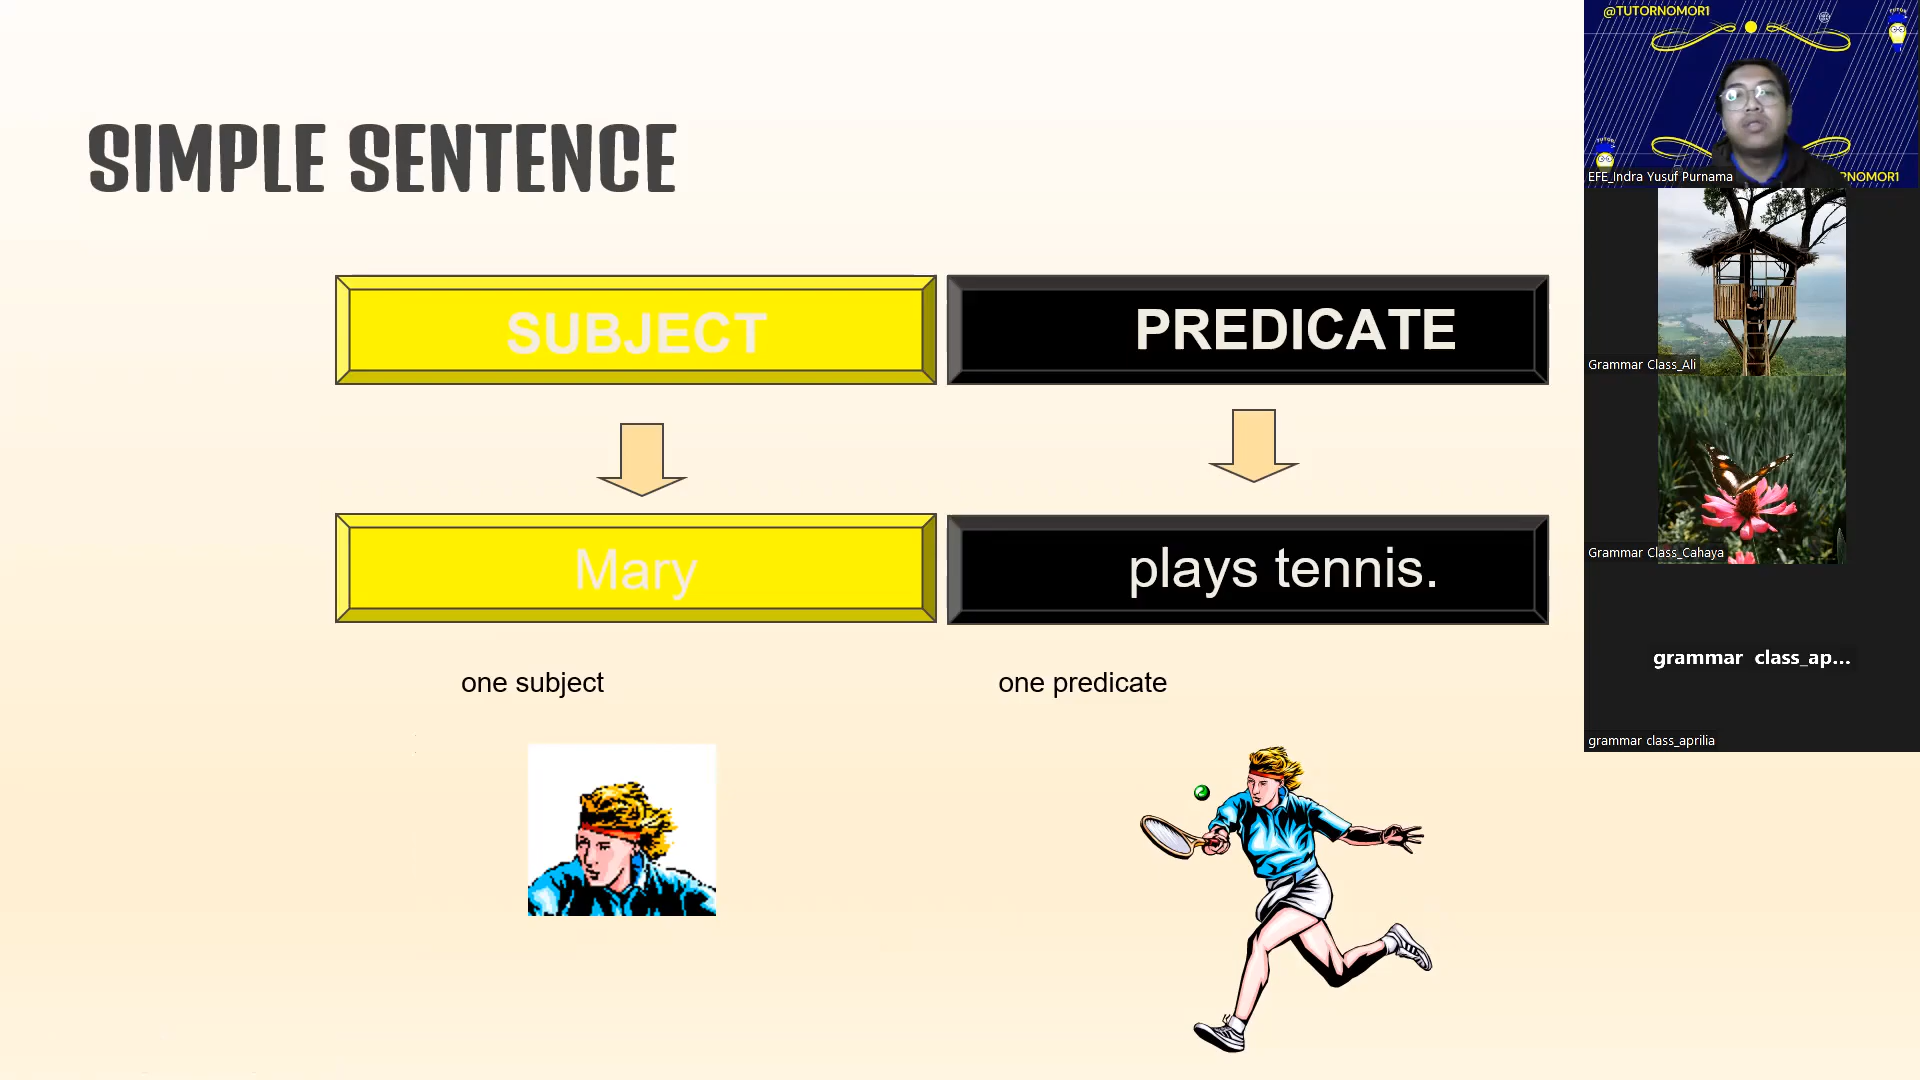 SIMPLE SENTENCE
SUBJECT
PREDICATE
Mary
plays tennis.
one subject
one predicate
@TUTORNOMOR1
RNOMOR1
EFE_Indra Yusuf Purnama
Grammar Class_Ali
Grammar Class_Cahaya
grammar class_ap...
grammar class_aprilia